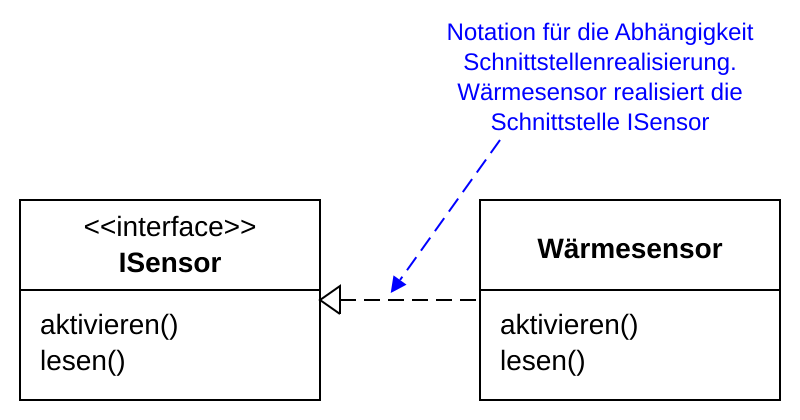 Notation für die Abhängigkeit
Schnittstellenrealisierung.
Wärmesensor realisiert die
Schnittstelle ISensor
<<interface>>
ISensor
aktivieren()
lesen()
Wärmesensor
aktivieren()
lesen()